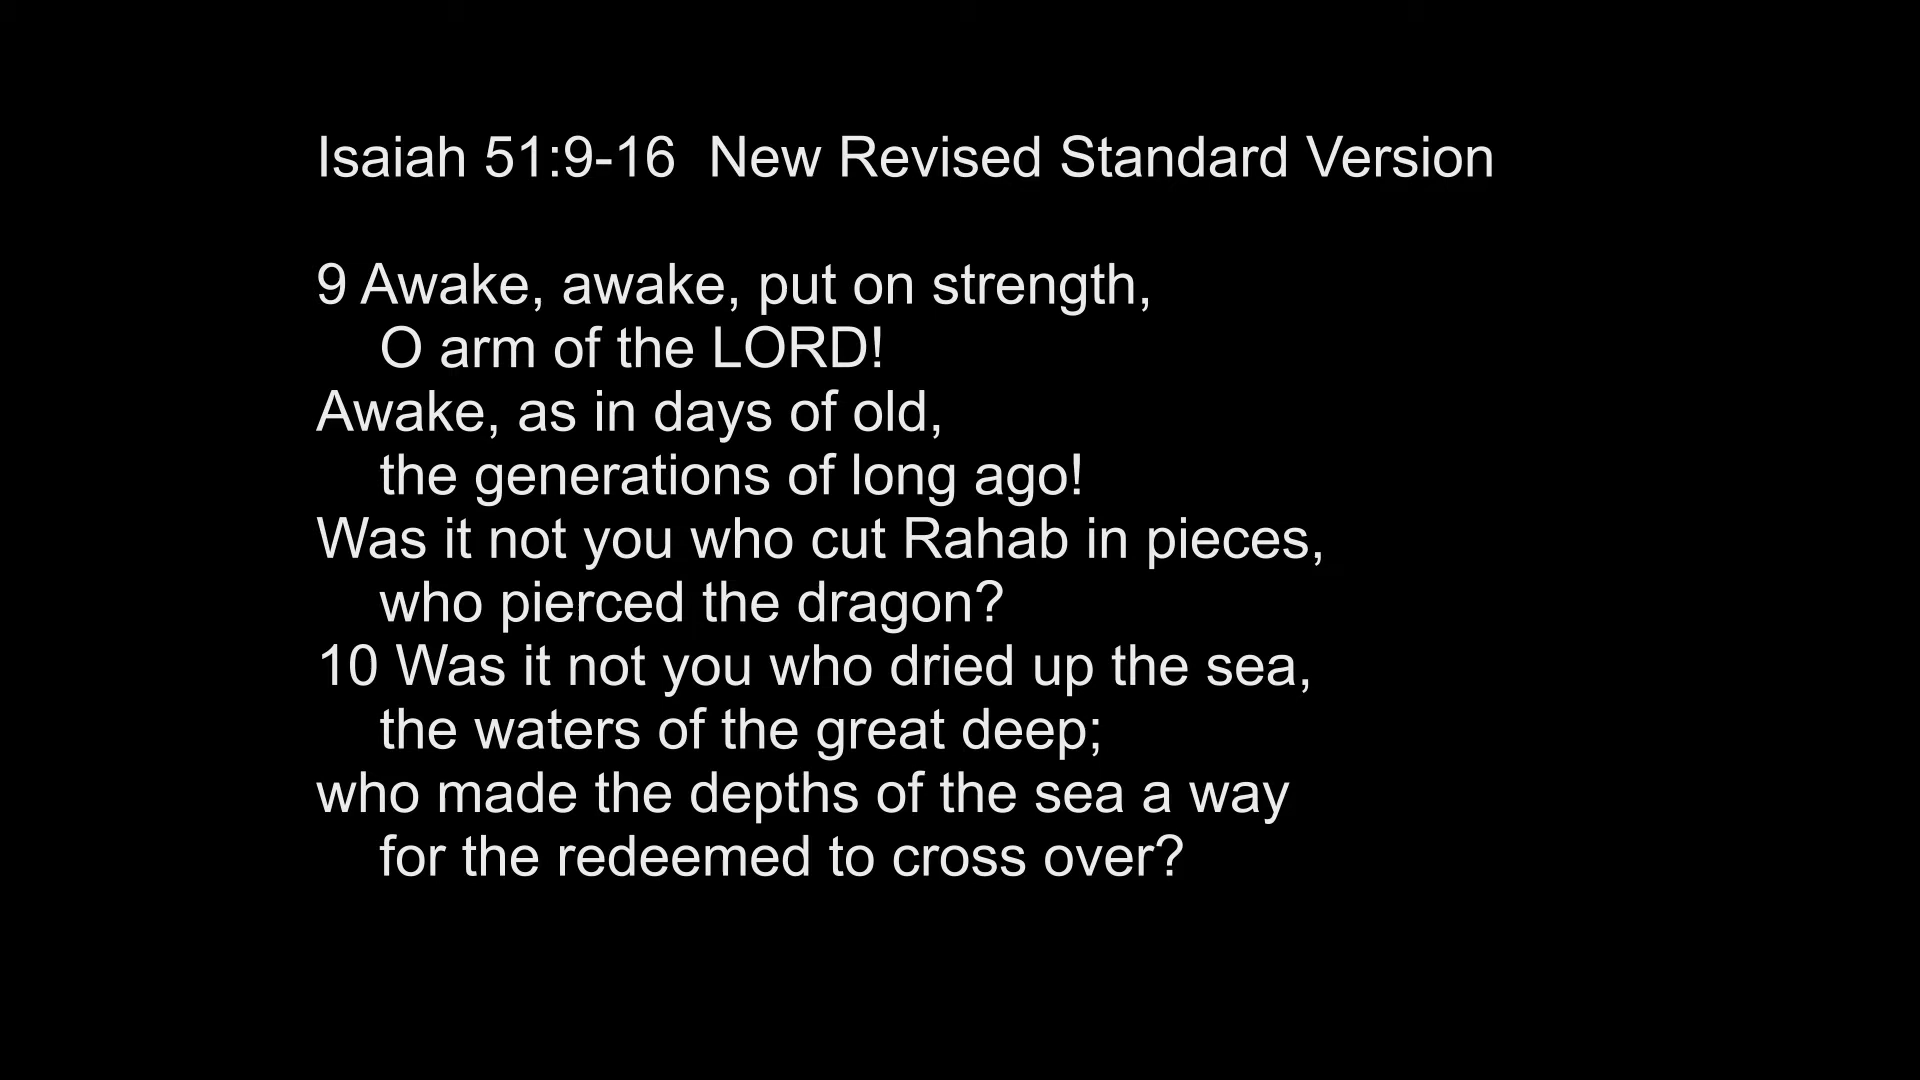 Isaiah 51:9-16  New Revised Standard Version
9 Awake, awake, put on strength,
O arm of the LORD!
Awake, as in days of old,
the generations of long ago!
Was it not you who cut Rahab in pieces,
who pierced the dragon?
10 Was it not you who dried up the sea,
the waters of the great deep;
who made the depths of the sea a way
for the redeemed to cross over?